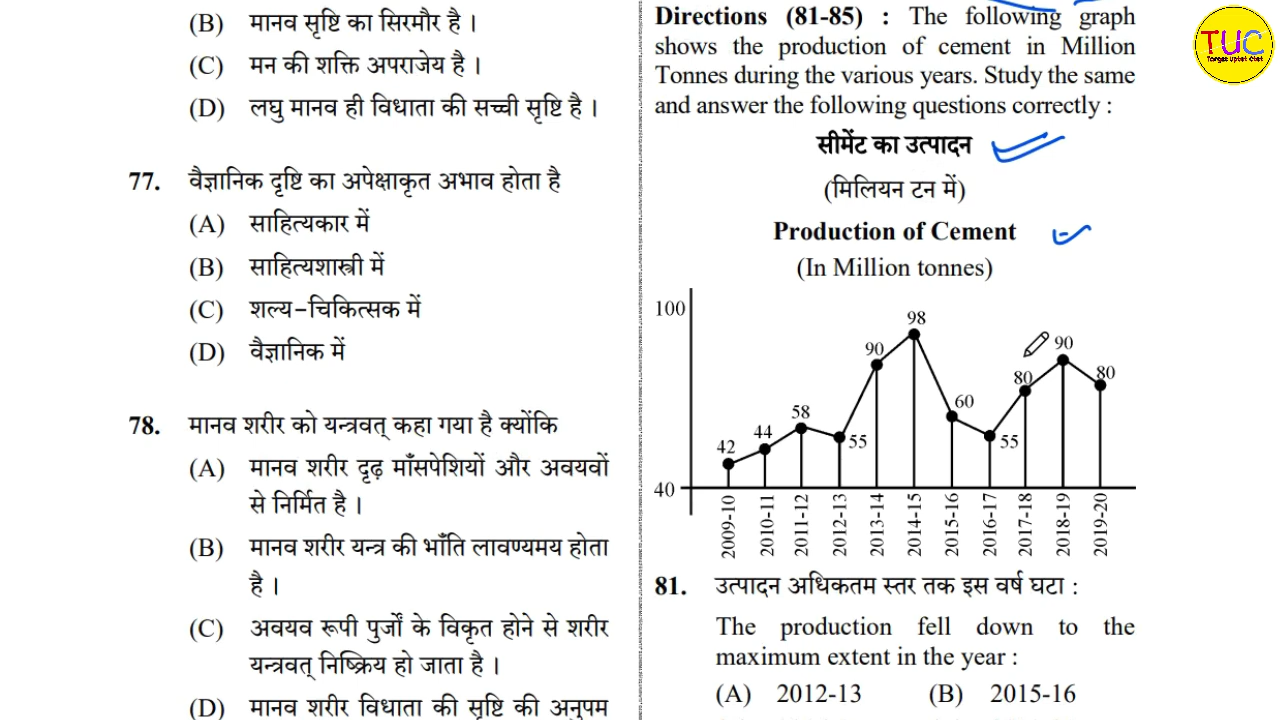 (B) मानव सृष्टि का सिरमौर है ।
(C) मन की शक्ति अपराजेय है ।
(D) लघु मानव ही विधाता की सच्ची सृष्टि है ।
77. वैज्ञानिक दृष्टि का अपेक्षाकृत अभाव होता है
(A) साहित्यकार में
(B) साहित्यशास्त्री में
(C) शल्य-चिकित्सक में
(D) वैज्ञानिक में
78. मानव शरीर को यन्त्रवत् कहा गया है क्योंकि
(A) मानव शरीर दृढ़ माँसपेशियों और अवयवों
से निर्मित है ।
(B) मानव शरीर यन्त्र की भाँति लावण्यमय होता
है ।
(C) अवयव रूपी पुर्जों के विकृत होने से शरीर
यन्त्रवत् निष्क्रिय हो जाता है ।
(D) मानव शरीर विधाता की सृष्टि की अनुपम
Directions (81-85) : The following graph
shows the production of cement in Million
Tonnes during the various years. Study the same
and answer the following questions correctly :
सीमेंट का उत्पादन
(मिलियन टन में)
Production of Cement
(In Million tonnes)
100
98
90
90
80
80
60
58
55
55
44
42
40
2009-10
2010-11
2011-12
2012-13
2013-14
2014-15
2015-16
2016-17
2017-18
2018-19
2019-20
81. उत्पादन अधिकतम स्तर तक इस वर्ष घटा :
The production fell down to the
maximum extent in the year :
(A) 2012-13 (B) 2015-16
TUC
Target Uptet Ctet